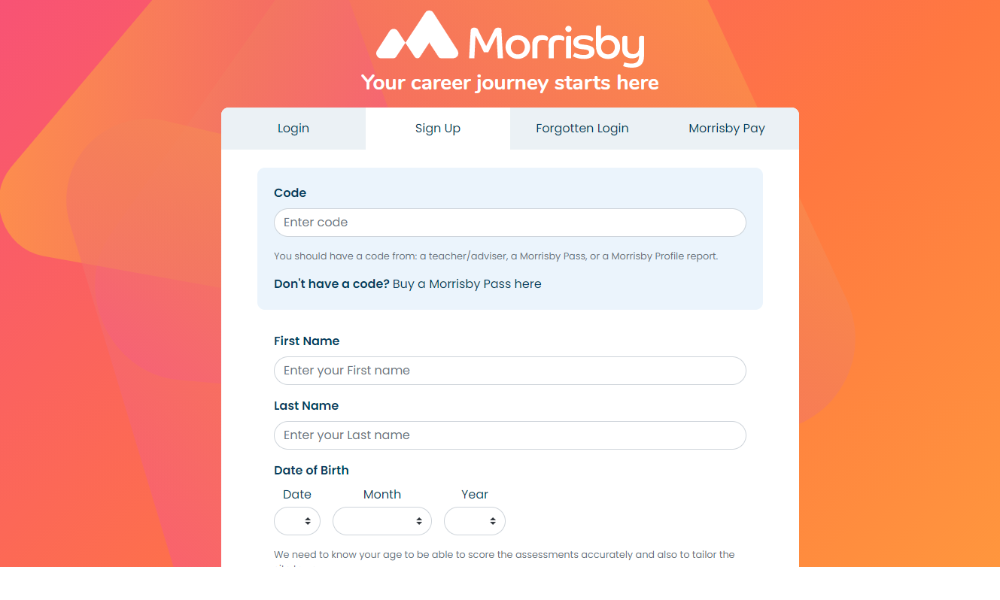 Morrisby
Your career journey starts here
Login Sign Up Forgotten Login Morrisby Pay
Code
Enter code
You should have a code from: a teacher/adviser, a Morrisby Pass, or a Morrisby Profile report.
Don't have a code? Buy a Morrisby Pass here
First Name
Enter your First name
Last Name
Enter your Last name
Date of Birth
Date Month Year
We need to know your age to be able to score the assessments accurately and also to tailor the